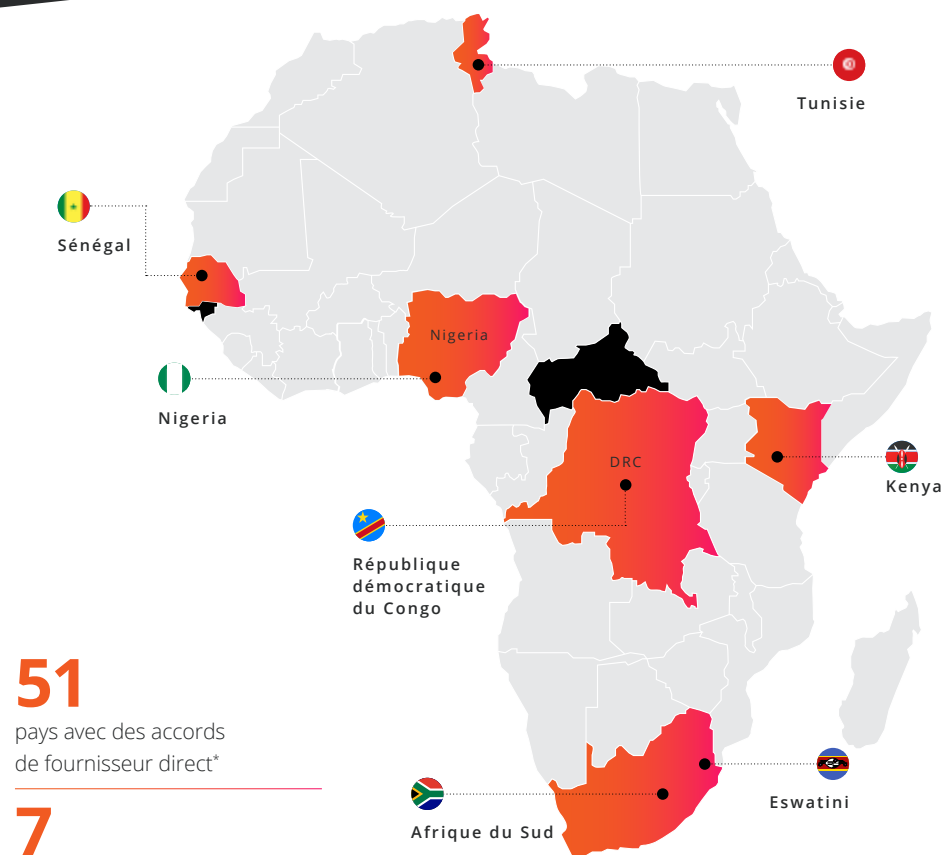 Tunisie
Sénégal
Nigeria
Nigeria
DRC
Kenya
République
démocratique
du Congo
51
pays avec des accords
de fournisseur direct*
7
Eswatini
Afrique du Sud